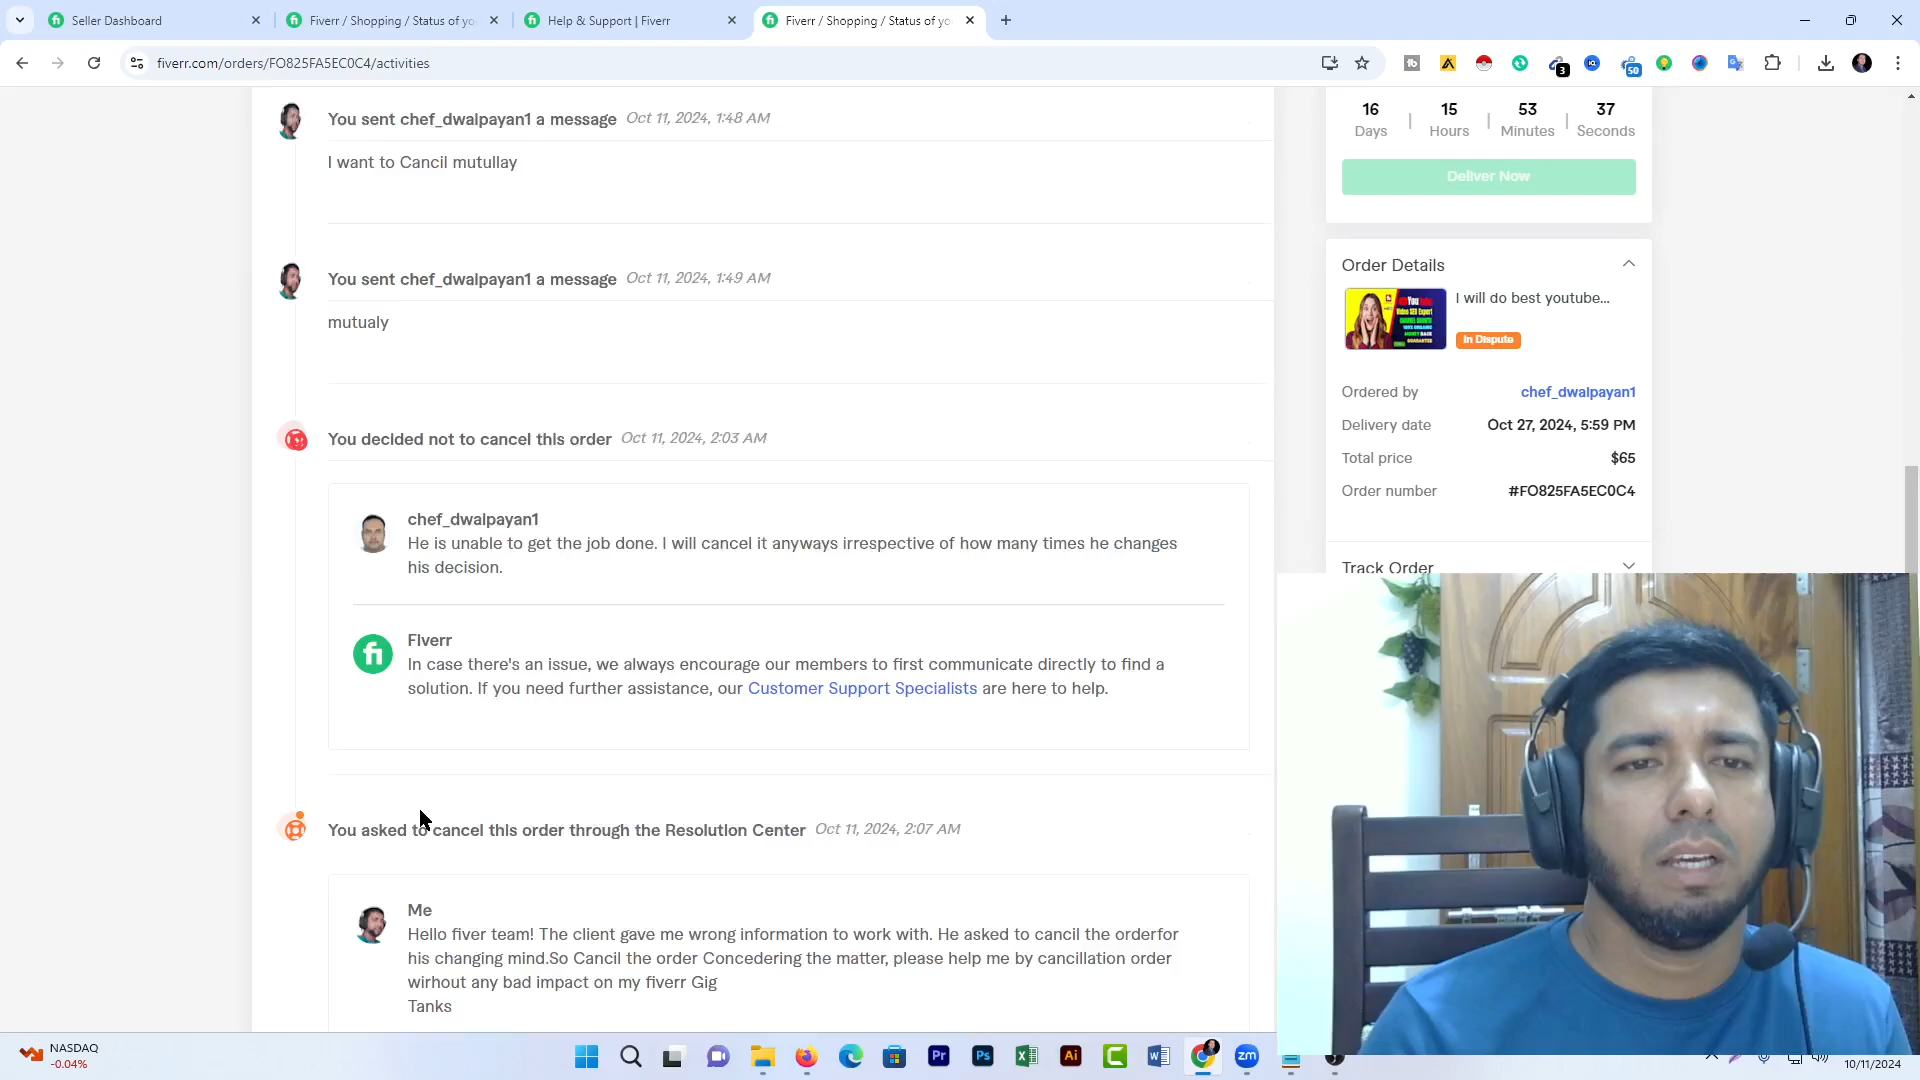 Seller Dashboard
Fiverr / Shopping / Status of yo
Help & Support | Fiverr
Fiverr / Shopping / Status of yo
fiverr.com/orders/FO825FA5EC0C4/activities
3
50
You sent chef_dwaipayan1 a message Oct 11, 2024, 1:48 AM
I want to Cancil mutullay
You sent chef_dwaipayan1 a message Oct 11, 2024, 1:49 AM
mutualy
You decided not to cancel this order Oct 11, 2024, 2:03 AM
chef_dwaipayan1
He is unable to get the job done. I will cancel it anyways irrespective of how many times he changes
his decision.
Fiverr
In case there's an issue, we always encourage our members to first communicate directly to find a
solution. If you need further assistance, our Customer Support Specialists are here to help.
You asked to cancel this order through the Resolution Center Oct 11, 2024, 2:07 AM
Me
Hello fiver team! The client gave me wrong information to work with. He asked to cancil the orderfor
his changing mind.So Cancil the order Concedering the matter, please help me by cancillation order
wirhout any bad impact on my fiverr Gig
Tanks
16 | 15 | 53 | 37
Days Hours Minutes Seconds
Deliver Now
Order Details
I will do best youtube...
In Dispute
Ordered by chef_dwaipayan1
Delivery date Oct 27, 2024, 5:59 PM
Total price $65
Order number #FO825FA5EC0C4
Track Order
NASDAQ
-0.04%
Pr
Ps
Ai
zm
10/11/2024